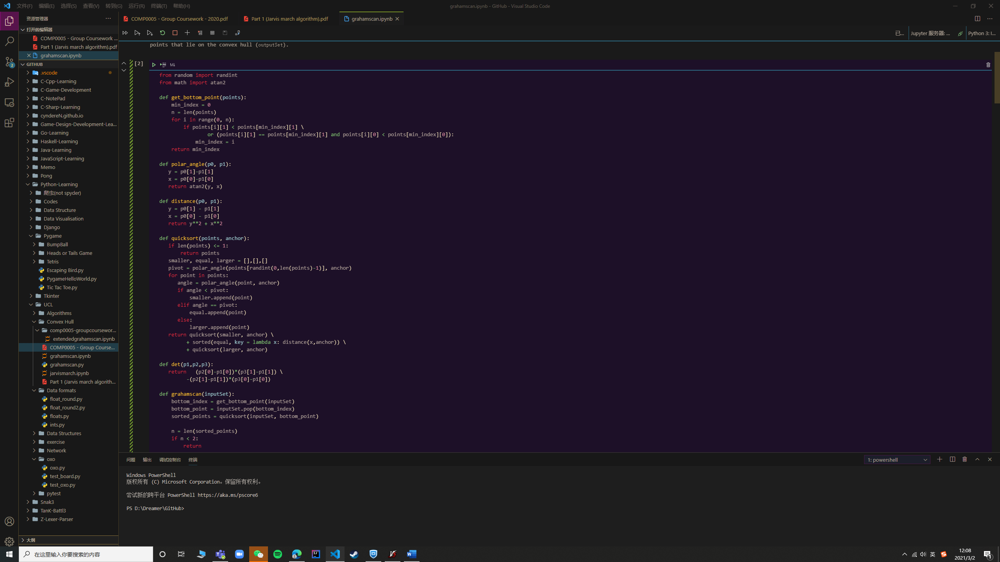 文件(F) 编辑(E) 选择(S) 查看(V) 转到(G) 运行(R) 终端(T) 帮助(H)
grahamscan.ipynb - GitHub - Visual Studio Code
资源管理器
打开的编辑器
COMP0005 - Group Coursework ...
Part 1 (Jarvis march algorithm).pdf
grahamscan.ipynb
GITHUB
.vscode
C-Cpp-Learning
C-Game-Development
C-NotePad
C-Sharp-Learning
cyndereN.github.io
Game-Design-Development-Lea...
Go-Learning
Haskell-Learning
Java-Learning
JavaScript-Learning
Memo
Pong
Python-Learning
爬虫(not spyder)
Codes
Data Structure
Data Visualisation
Django
Pygame
BumpBall
Heads or Tails Game
Tetris
Escaping Bird.py
PygameHelloWorld.py
Tic Tac Toe.py
Tkinter
UCL
Algorithms
Convex Hull
comp0005-groupcoursewor...
extendedgrahamscan.ipynb
COMP0005 - Group Course...
grahamscan.ipynb
grahamscan.py
jarvismarch.ipynb
Part 1 (Jarvis march algorith...
Data formats
float_round.py
float_round2.py
floats.py
ints.py
Data Structures
exercise
Network
oxo
oxo.py
test_board.py
test_oxo.py
pytest
Snak3
TanK-Battl3
Z-Lexer-Parser
大纲
2
COMP0005 - Group Coursework - 2020.pdf
Part 1 (Jarvis march algorithm).pdf
grahamscan.ipynb
已...
Jupyter 服务器: ...
Python 3: I...
points that lie on the convex hull (outputSet).
[2]
M↓
from random import randint
from math import atan2
def get_bottom_point(points):
    min_index = 0
    n = len(points)
    for i in range(0, n):
        if points[i][1] < points[min_index][1] \
                or (points[i][1] == points[min_index][1] and points[i][0] < points[min_index][0]):
            min_index = i
    return min_index
def polar_angle(p0, p1):
   y = p0[1]-p1[1]
   x = p0[0]-p1[0]
   return atan2(y, x)
def distance(p0, p1):
   y = p0[1] - p1[1]
   x = p0[0] - p1[0]
   return y**2 + x**2
def quicksort(points, anchor):
   if len(points) <= 1:
       return points
   smaller, equal, larger = [],[],[]
   pivot = polar_angle(points[randint(0,len(points)-1)], anchor)
   for point in points:
      angle = polar_angle(point, anchor)
      if angle < pivot:
          smaller.append(point)
      elif angle == pivot:
          equal.append(point)
      else:
          larger.append(point)
   return quicksort(smaller, anchor) \
         + sorted(equal, key = lambda x: distance(x,anchor)) \
         + quicksort(larger, anchor)
def det(p1,p2,p3):
   return   (p2[0]-p1[0])*(p3[1]-p1[1]) \
         -(p2[1]-p1[1])*(p3[0]-p1[0])
def grahamscan(inputSet):
    bottom_index = get_bottom_point(inputSet)
    bottom_point = inputSet.pop(bottom_index)
    sorted_points = quicksort(inputSet, bottom_point)
    n = len(sorted_points)
    if n < 2:
        return
问题 输出 调试控制台 终端
1: powershell
Windows PowerShell
版权所有 (C) Microsoft Corporation。保留所有权利。
尝试新的跨平台 PowerShell https://aka.ms/pscore6
PS D:\Dreamer\GitHub>
在这里输入你要搜索的内容
英
12:08
2021/3/2
1